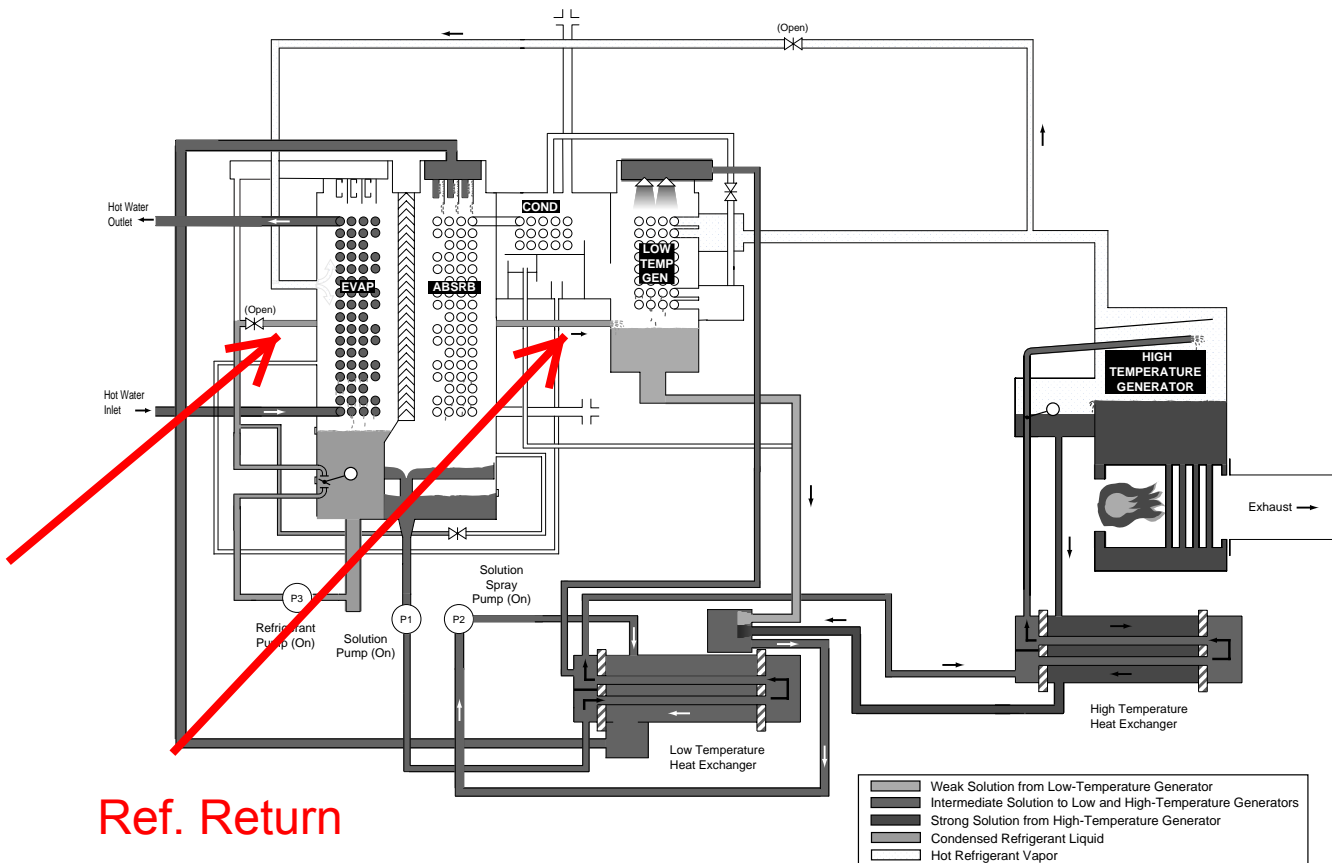 (Open)
Hot Water
Outlet
COND
LOW
TEMP
GEN
EVAP
ABSRB
(Open)
HIGH
TEMPERATURE
GENERATOR
Hot Water
Inlet
Exhaust
Solution
Spray
Pump (On)
P3
P1
P2
Refrigerant
Pump (On)
Solution
Pump (On)
High Temperature
Heat Exchanger
Low Temperature
Heat Exchanger
Ref. Return
Weak Solution from Low-Temperature Generator
Intermediate Solution to Low and High-Temperature Generators
Strong Solution from High-Temperature Generator
Condensed Refrigerant Liquid
Hot Refrigerant Vapor